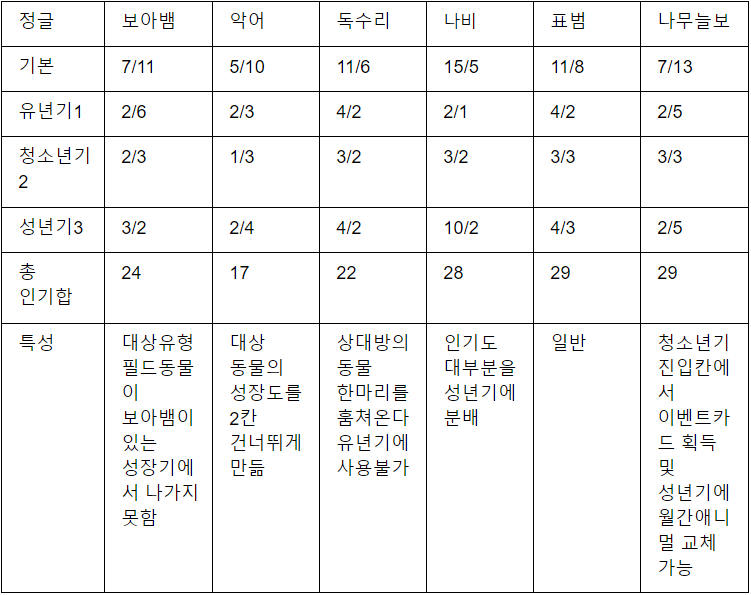 정글 보아뱀 악어 독수리 나비 표범 나무늘보
기본 7/11 5/10 11/6 15/5 11/8 7/13
유년기1 2/6 2/3 4/2 2/1 4/2 2/5
청소년기
2 2/3 1/3 3/2 3/2 3/3 3/3
성년기3 3/2 2/4 4/2 10/2 4/3 2/5
총
인기합 24 17 22 28 29 29
특성
대상유형
필드동물
이
보아뱀이
있는
성장기에
서 나가지
못함
대상
동물의
성장도를
2칸
건너뛰게
만듦
상대방의
동물
한마리를
훔쳐온다
유년기에
사용불가
인기도
대부분을
성년기에
분배
일반
청소년기
진입칸에
서
이벤트카
드 획득
및
성년기에
월간애니
멀 교체
가능